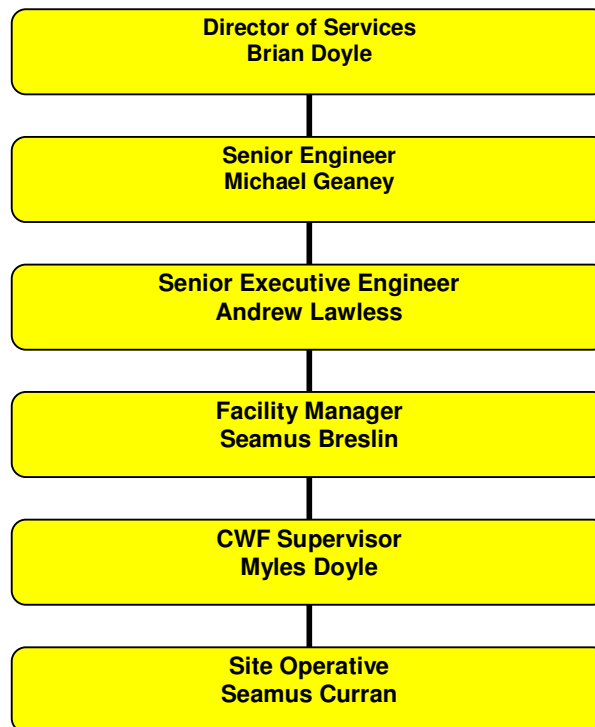 Director of Services
Brian Doyle
Senior Engineer
Michael Geaney
Senior Executive Engineer
Andrew Lawless
Facility Manager
Seamus Breslin
CWF Supervisor
Myles Doyle
Site Operative
Seamus Curran